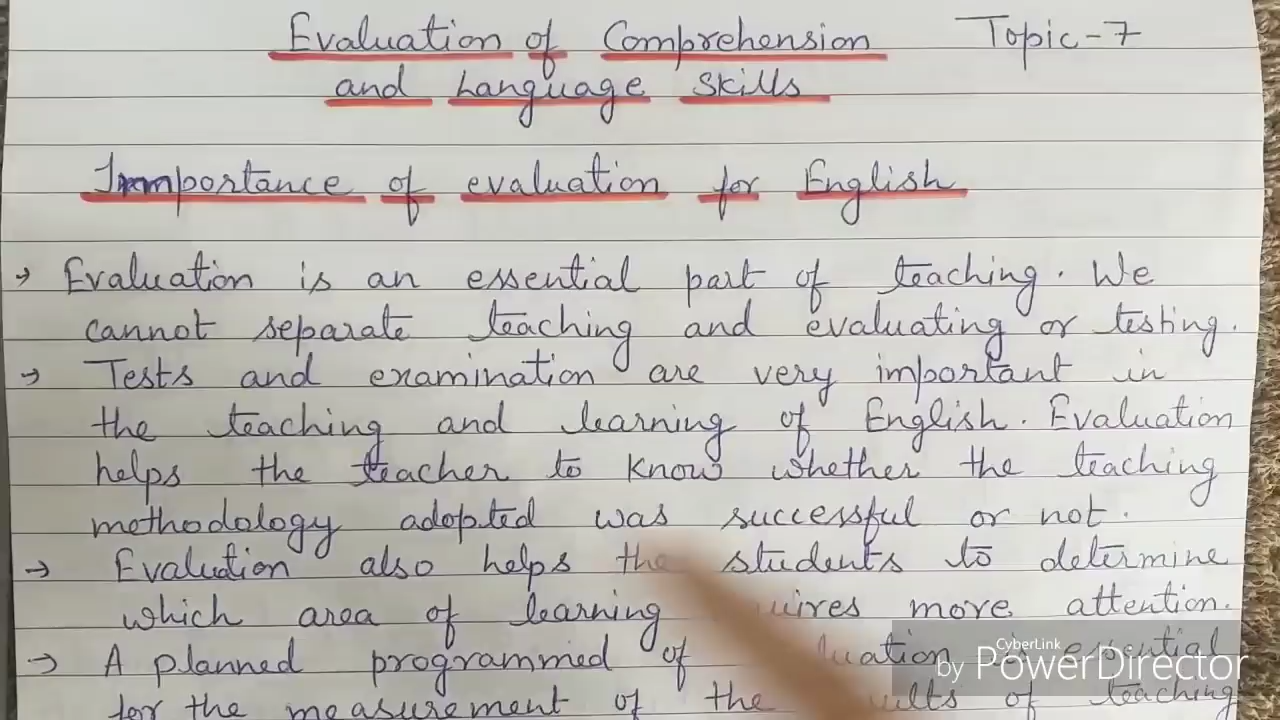 Evaluation of Comprehension Topic-7
and Language Skills
Importance of evaluation for English
→ Evaluation is an essential part of teaching. We
cannot separate teaching and evaluating or testing.
→ Tests and examination are very important in
the teaching and learning of English. Evaluation
helps the teacher to know whether the teaching
methodology adopted was successful or not.
→ Evaluation also helps the students to determine
which area of learning more attention.
→ A planned programmed of is essential
for the measurement of the of teaching
CyberLink
by PowerDirector